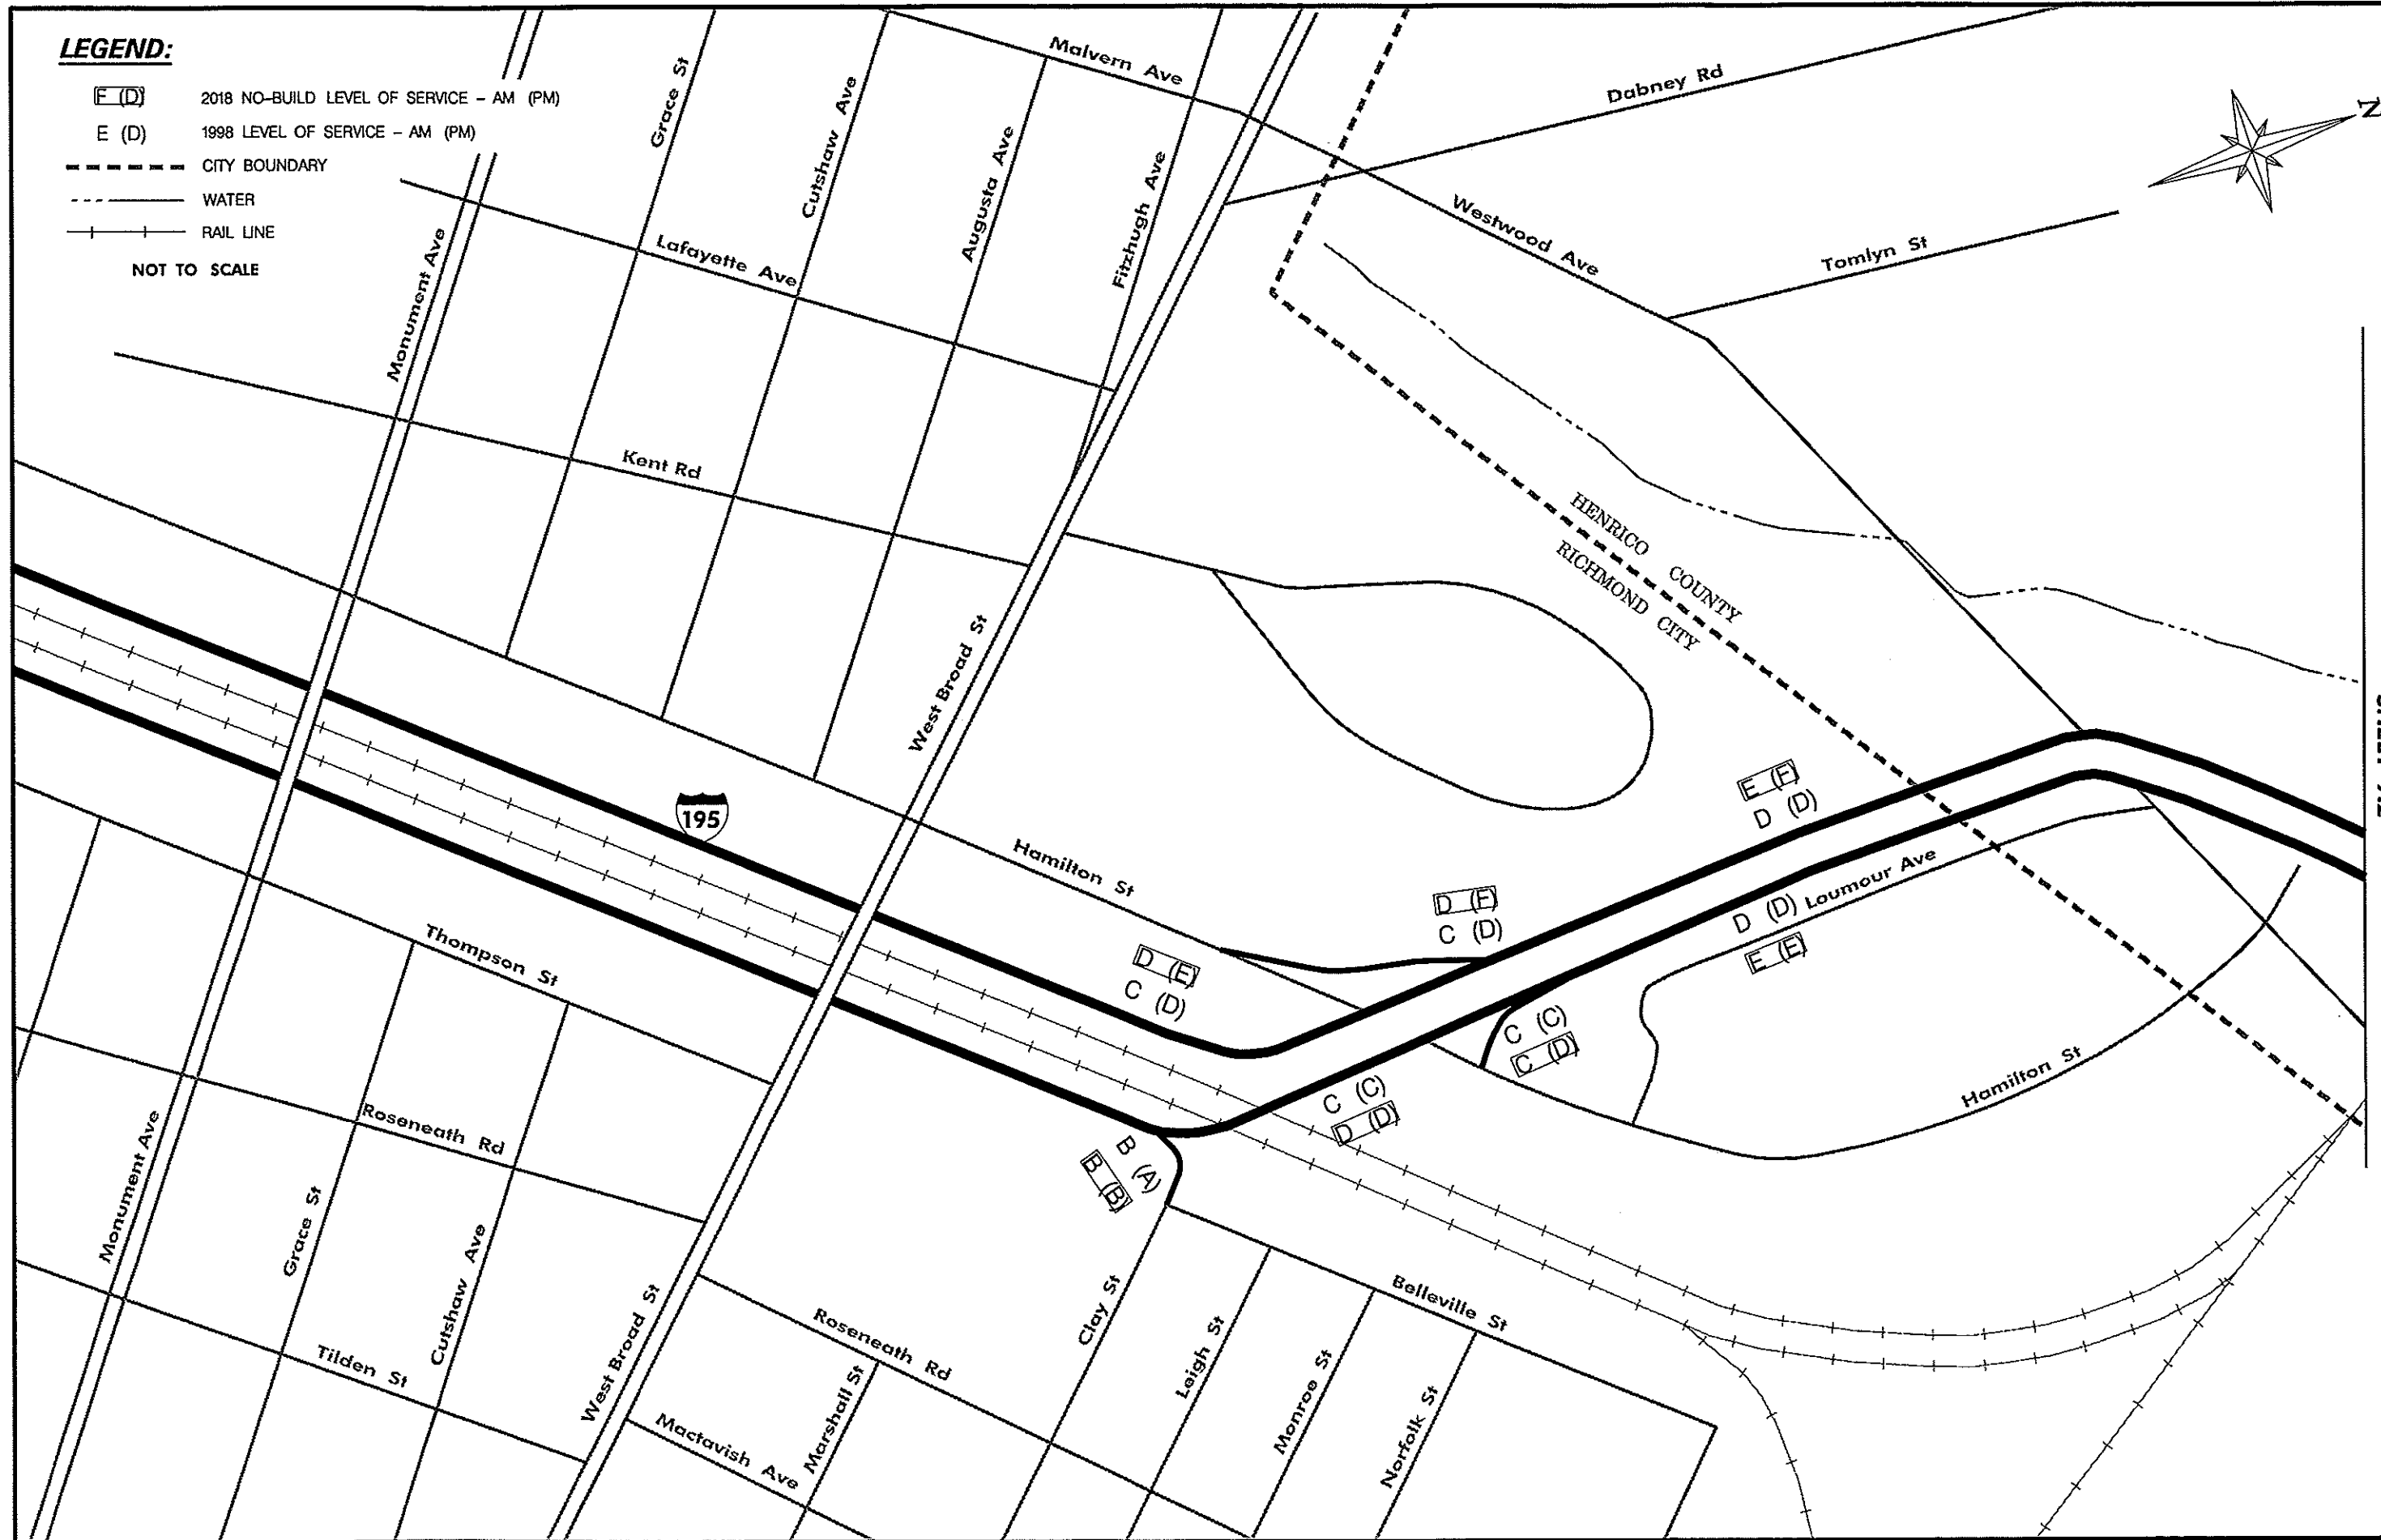 LEGEND:
F (D) 2018 NO-BUILD LEVEL OF SERVICE - AM (PM)
E (D) 1998 LEVEL OF SERVICE - AM (PM)
CITY BOUNDARY
WATER
RAIL LINE
NOT TO SCALE
Malvern Ave
Dabney Rd
N
Grace St
Cutshaw Ave
Augusta Ave
Fitzhugh Ave
Westwood Ave
Tomlyn St
Lafayette Ave
Monument Ave
Kent Rd
HENRICO COUNTY
RICHMOND CITY
West Broad St
195
Hamilton St
E (F)
D (D)
D (F)
C (D)
D (E)
C (D)
Loumour Ave
D (D)
E (E)
C (C)
C (D)
C (C)
D (D)
B (A)
B (B)
Hamilton St
Thompson St
Roseneath Rd
Monument Ave
Grace St
Cutshaw Ave
Tilden St
West Broad St
Roseneath Rd
Mactavish Ave
Marshall St
Clay St
Leigh St
Belleville St
Monroe St
Norfolk St